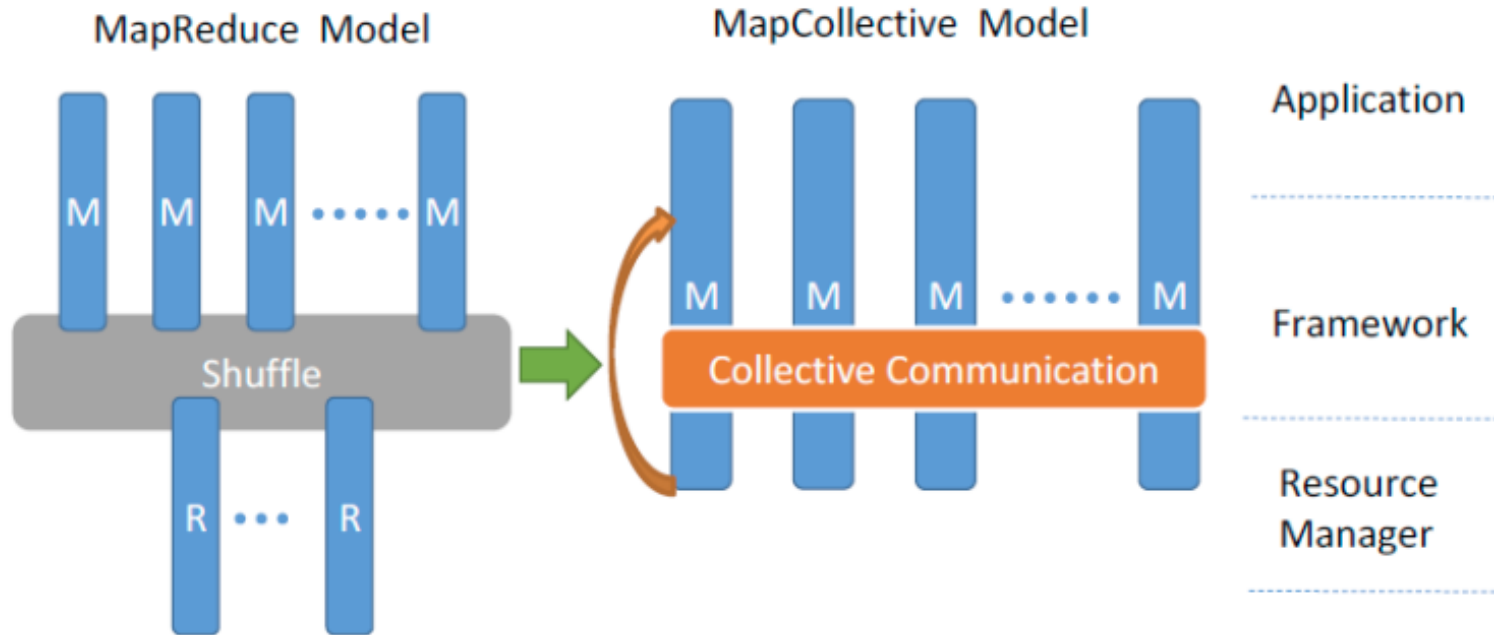 MapReduce Model
M M M M
Shuffle
R R
MapCollective Model
M M M M
Collective Communication
Application
Framework
Resource
Manager